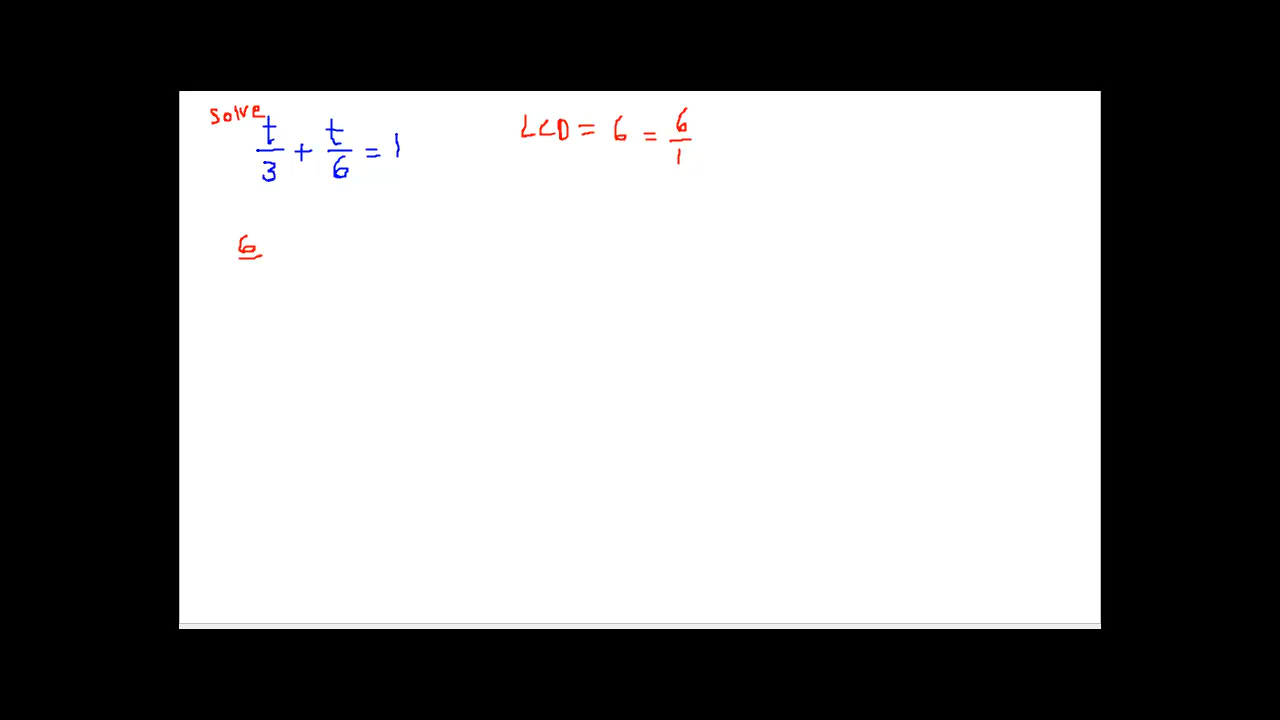 Solve
t/3 + t/6 = 1
LCD = 6 = 6/1
6